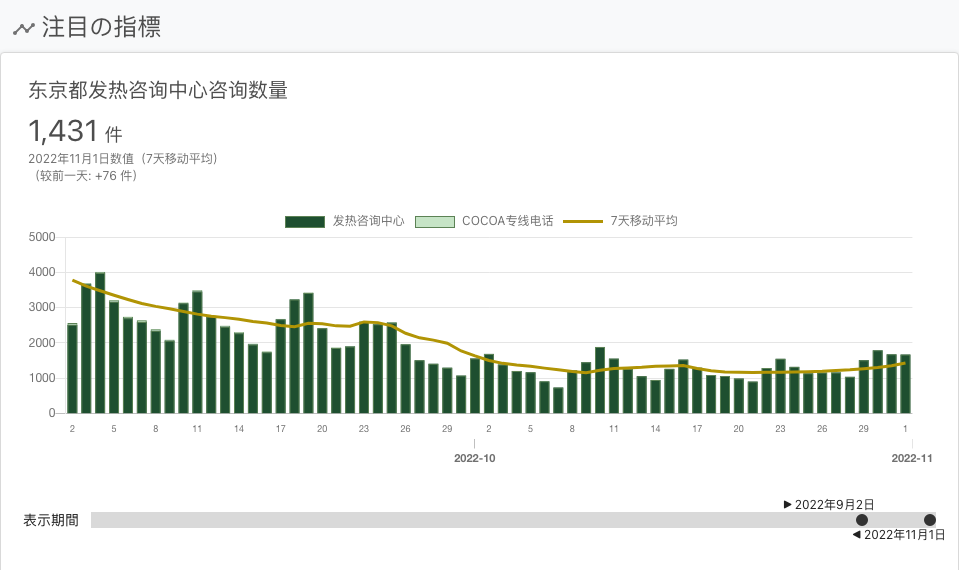 注目の指標
东京都发热咨询中心咨询数量
1,431 件
2022年11月1日数值（7天移动平均）
（较前一天: +76 件）
发热咨询中心 COCOA专线电话 7天移动平均
5000
4000
3000
2000
1000
0
2 5 8 11 14 17 20 23 26 29 2 5 8 11 14 17 20 23 26 29 1
2022-10 2022-11
▶ 2022年9月2日
表示期間
◀ 2022年11月1日